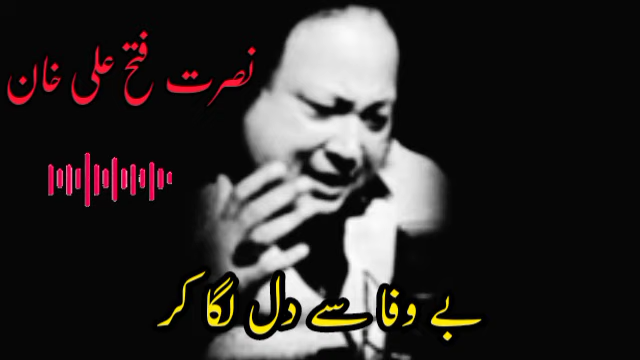 نصرت فتح علی خان
بے وفا سے دل لگا کر